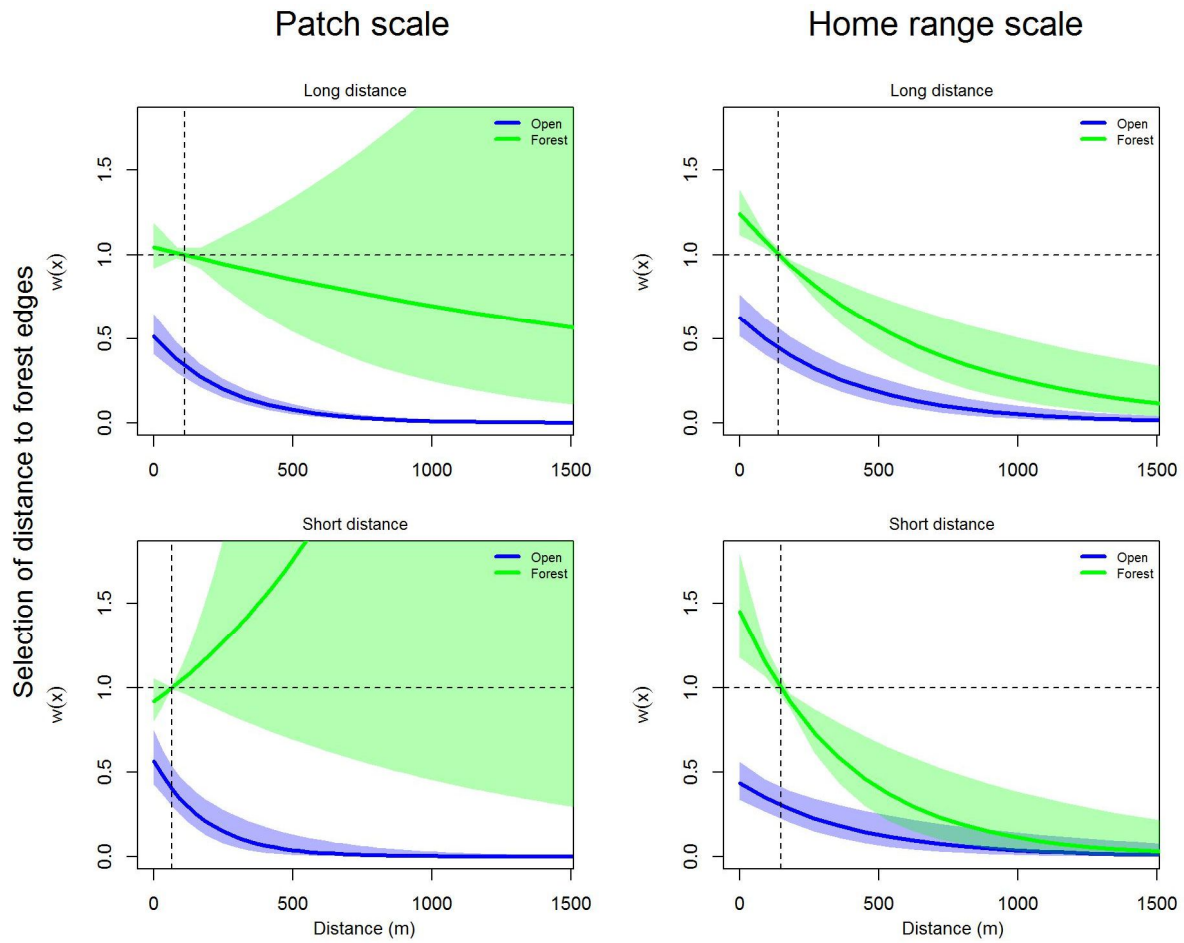 Patch scale
Home range scale
Selection of distance to forest edges
Long distance
Open
Forest
w(x)
0.0 0.5 1.0 1.5
0 500 1000 1500
Long distance
Open
Forest
w(x)
0.0 0.5 1.0 1.5
0 500 1000 1500
Short distance
Open
Forest
w(x)
0.0 0.5 1.0 1.5
0 500 1000 1500
Distance (m)
Short distance
Open
Forest
w(x)
0.0 0.5 1.0 1.5
0 500 1000 1500
Distance (m)